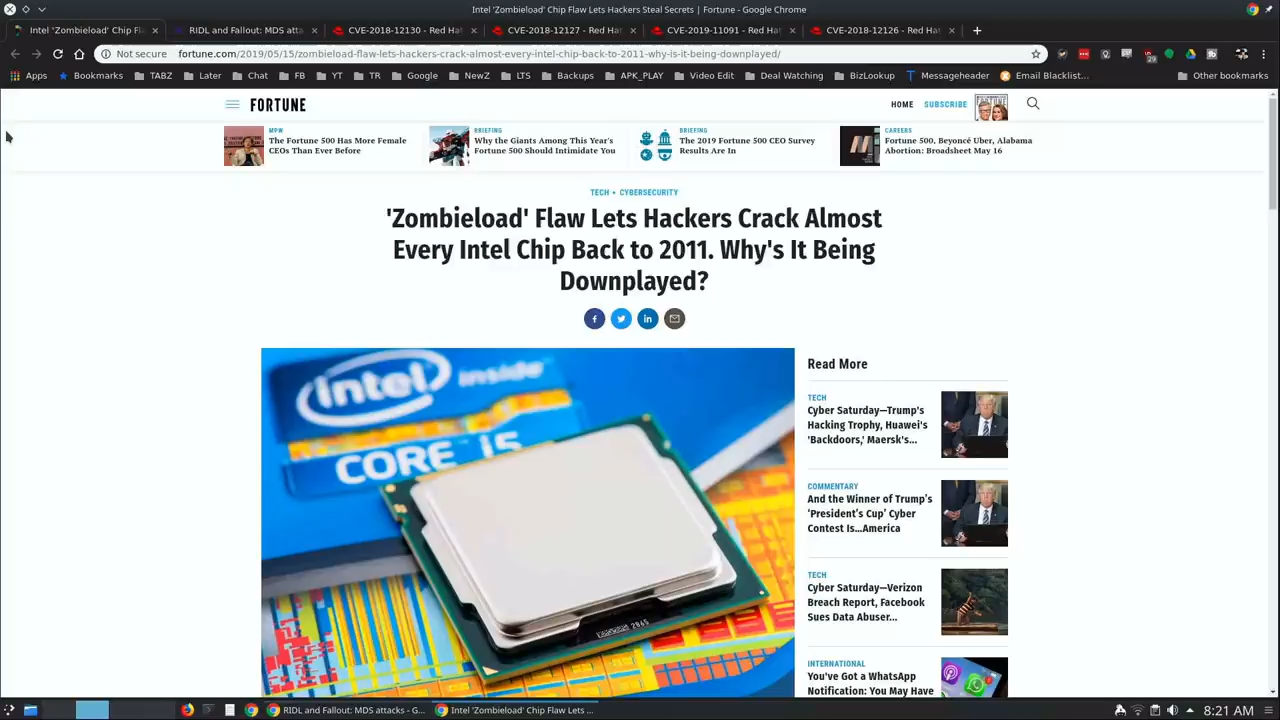 Intel 'Zombieload' Chip Flaw Lets Hackers Steal Secrets | Fortune - Google Chrome
Intel 'Zombieload' Chip Fl
RIDL and Fallout: MDS atta
CVE-2018-12130 - Red Hat
CVE-2018-12127 - Red Hat
CVE-2019-11091 - Red Hat
CVE-2018-12126 - Red Hat
Not secure
fortune.com/2019/05/15/zombieload-flaw-lets-hackers-crack-almost-every-intel-chip-back-to-2011-why-is-it-being-downplayed/
Apps Bookmarks TABZ Later Chat FB YT TR Google NewZ LTS Backups APK_PLAY Deal Watching BizLookup Messageheader Email Blacklist... Other bookmarks
FORTUNE
HOME SUBSCRIBE
MPW
The Fortune 500 Has More Female
CEOs Than Ever Before
BRIEFING
Why the Giants Among This Year's
Fortune 500 Should Intimidate You
BRIEFING
The 2019 Fortune 500 CEO Survey
Results Are In
CAREERS
Fortune 500, Beyoncé Uber, Alabama
Abortion: Broadsheet May 16
TECH • CYBERSECURITY
'Zombieload' Flaw Lets Hackers Crack Almost
Every Intel Chip Back to 2011. Why's It Being
Downplayed?
intel inside
CORE i5
Read More
TECH
Cyber Saturday—Trump's
Hacking Trophy, Huawei's
'Backdoors,' Maersk's...
COMMENTARY
And the Winner of Trump's
'President's Cup' Cyber
Contest Is...America
TECH
Cyber Saturday—Verizon
Breach Report, Facebook
Sues Data Abuser...
INTERNATIONAL
You've Got a WhatsApp
Notification: You May Have
RIDL and Fallout: MDS attacks - G...
Intel 'Zombieload' Chip Flaw Lets ...
8:21 AM